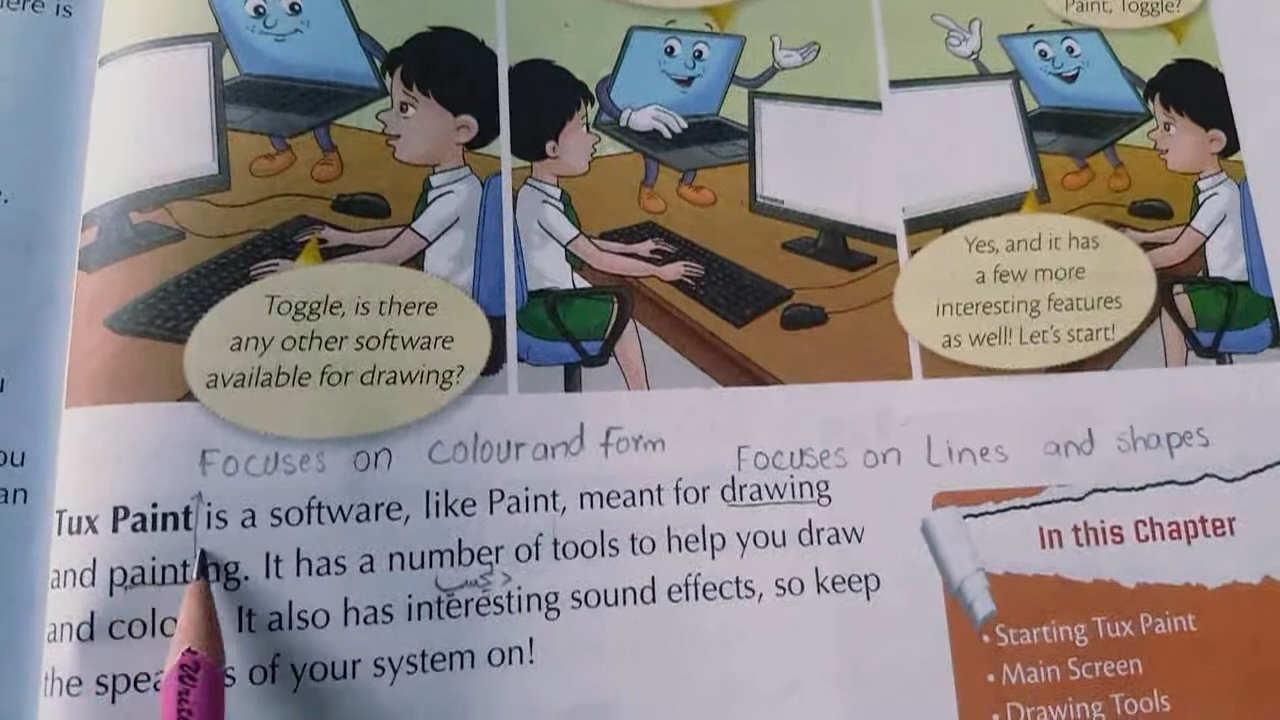 ere is
Paint, Toggle?
Yes, and it has
a few more
interesting features
as well! Let's start!
Toggle, is there
any other software
available for drawing?
ou
an
Focuses on colour and form
Focuses on Lines and shapes
Tux Paint is a software, like Paint, meant for drawing
and painting. It has a number of tools to help you draw
and colo It also has interesting sound effects, so keep
the spea s of your system on!
In this Chapter
• Starting Tux Paint
• Main Screen
• Drawing Tools